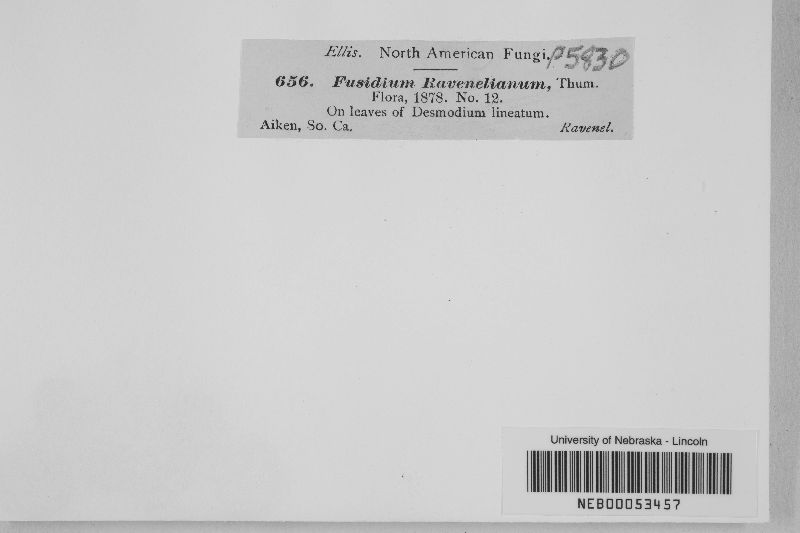 Ellis. North American Fungi. P5830
656. Fusidium Ravenelianum, Thum.
Flora, 1878. No. 12.
On leaves of Desmodium lineatum.
Aiken, So. Ca. Ravenel.
University of Nebraska - Lincoln
NEB00053457